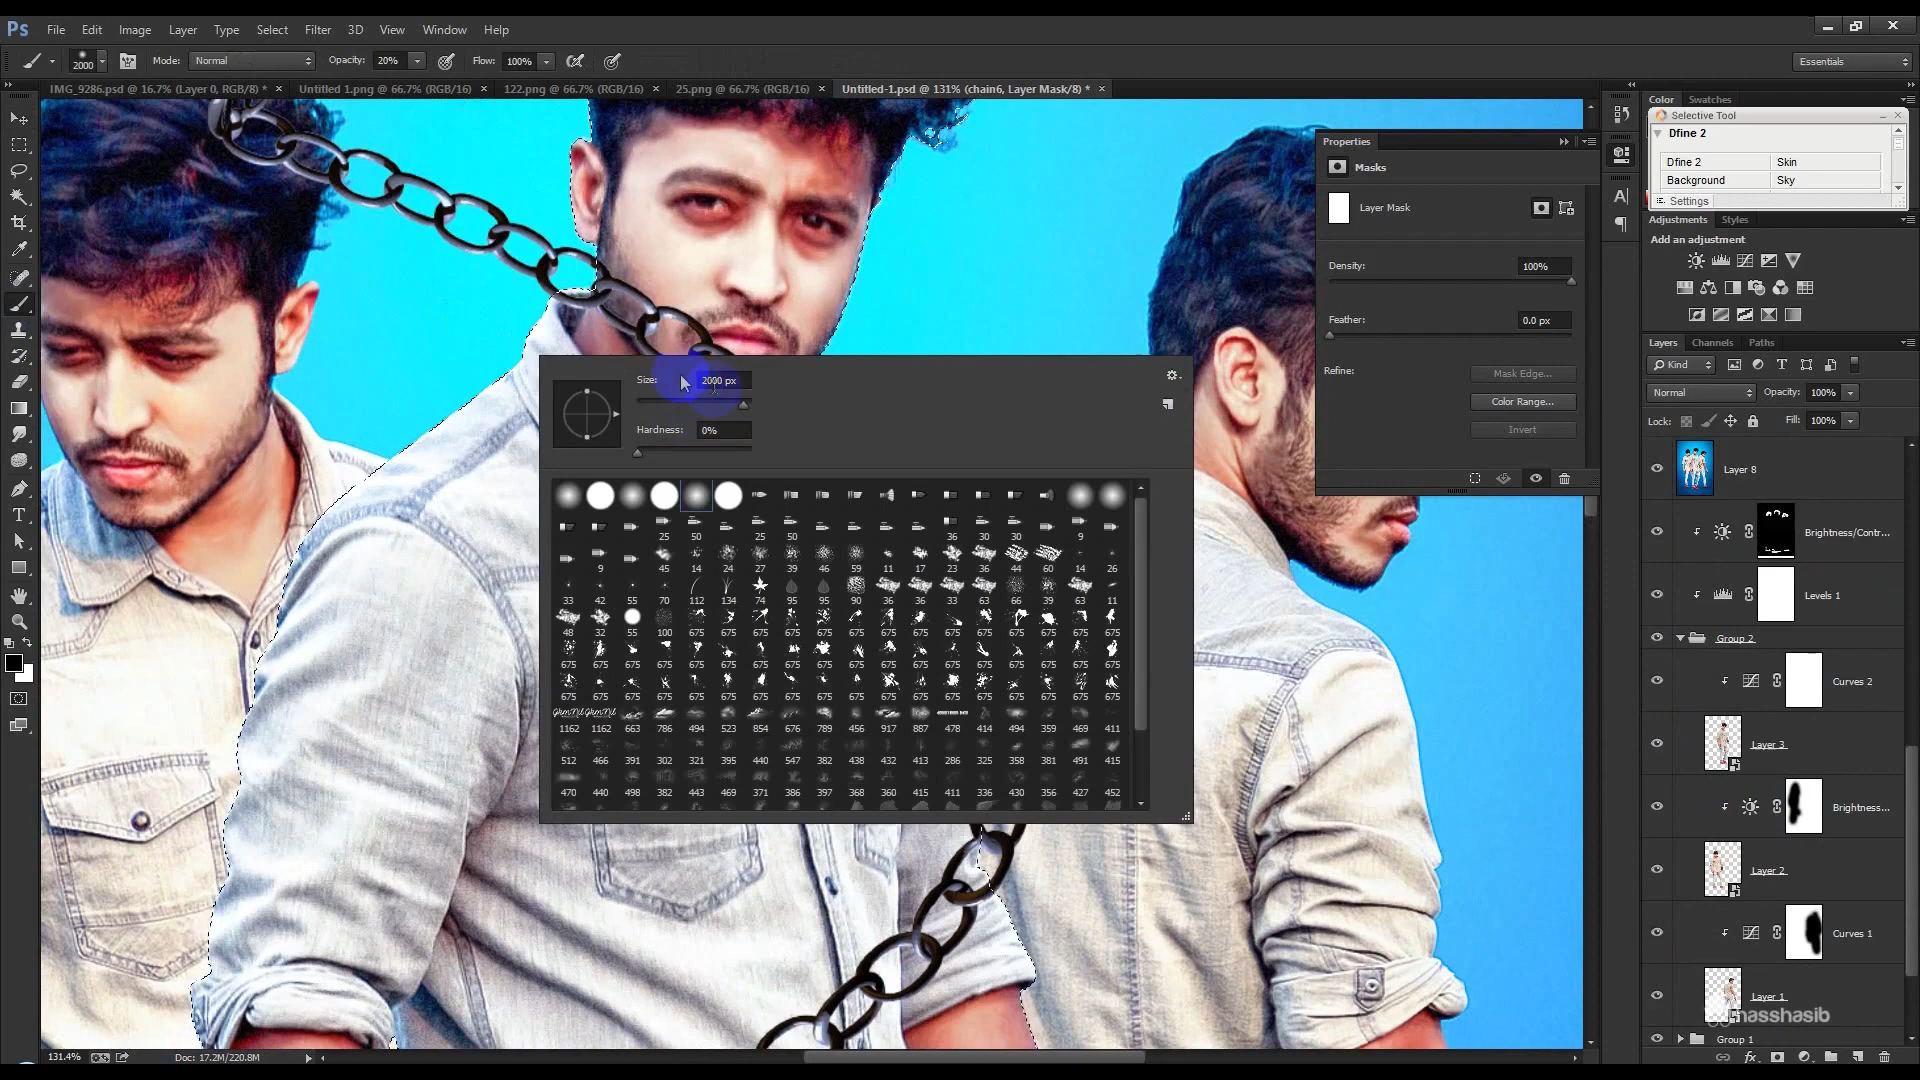 Ps File Edit Image Layer Type Select Filter 3D View Window Help
2000 Mode: Normal Opacity: 20% Flow: 100% Essentials
IMG_9286.psd @ 16.7% (Layer 0, RGB/8) * × Untitled 1.png @ 66.7% (RGB/16) × 122.png @ 66.7% (RGB/16) × 25.png @ 66.7% (RGB/16) × Untitled-1.psd @ 131% (chain6, Layer Mask/8) * ×
Color Swatches
Selective Tool
Dfine 2
Dfine 2 Skin
Background Sky
Settings
Adjustments Styles
Add an adjustment
Properties
Masks
Layer Mask
Density: 100%
Feather: 0.0 px
Refine: Mask Edge...
Color Range...
Invert
Size: 2000 px
Hardness: 0%
25 50 25 50 36 30 30 9
9 45 14 24 27 39 46 59 11 17 23 36 44 60 14 26
33 42 55 70 112 134 74 95 95 90 36 36 33 63 66 39 63 11
48 32 55 100 675 675 675 675 675 675 675 675 675 675 675 675 675 675
675 675 675 675 675 675 675 675 675 675 675 675 675 675 675 675 675 675
675 675 675 675 675 675 675 675 675 675 675 675 675 675 675 675 675 675
1162 1162 663 786 494 523 854 676 789 456 917 887 478 414 494 359 469 411
512 466 391 302 321 395 440 547 382 438 432 413 286 325 358 381 491 415
470 440 498 382 443 469 371 386 397 368 360 415 411 336 430 356 427 452
Layers Channels Paths
Kind
Normal Opacity: 100%
Lock: Fill: 100%
Layer 8
Brightness/Contr...
Levels 1
Group 2
Curves 2
Layer 3
Brightness...
Layer 2
Curves 1
Layer 1
hasshasib
Group 1
fx
131.4% Doc: 17.2M/220.8M